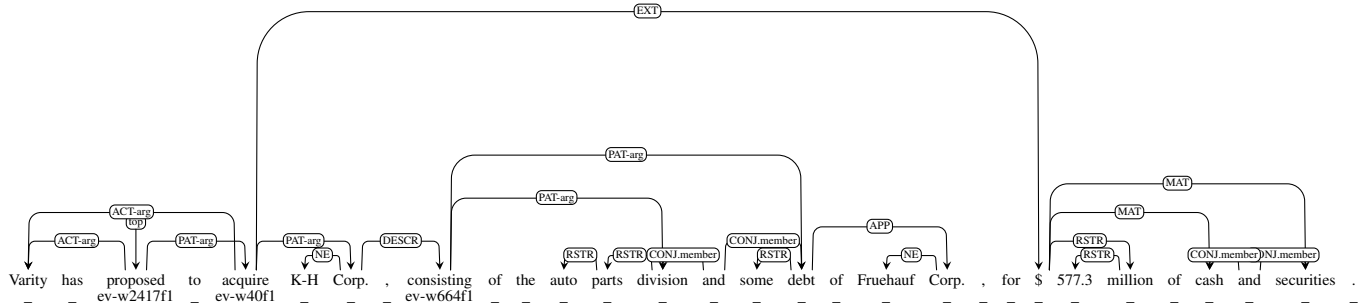 EXT
PAT-arg
PAT-arg MAT
ACT-arg top APP MAT
ACT-arg PAT-arg PAT-arg DESCR CONJ.member RSTR
NE RSTR RSTR CONJ.member RSTR NE RSTR CONJ.member
Varity has proposed to acquire K-H Corp. , consisting of the auto parts division and some debt of Fruehauf Corp. , for $ 577.3 million of cash and securities .
_ _ ev-w2417f1 _ ev-w40f1 _ _ _ ev-w664f1 _ _ _ _ _ _ _ _ _ _ _ _ _ _ _ _ _ _ _ _ _